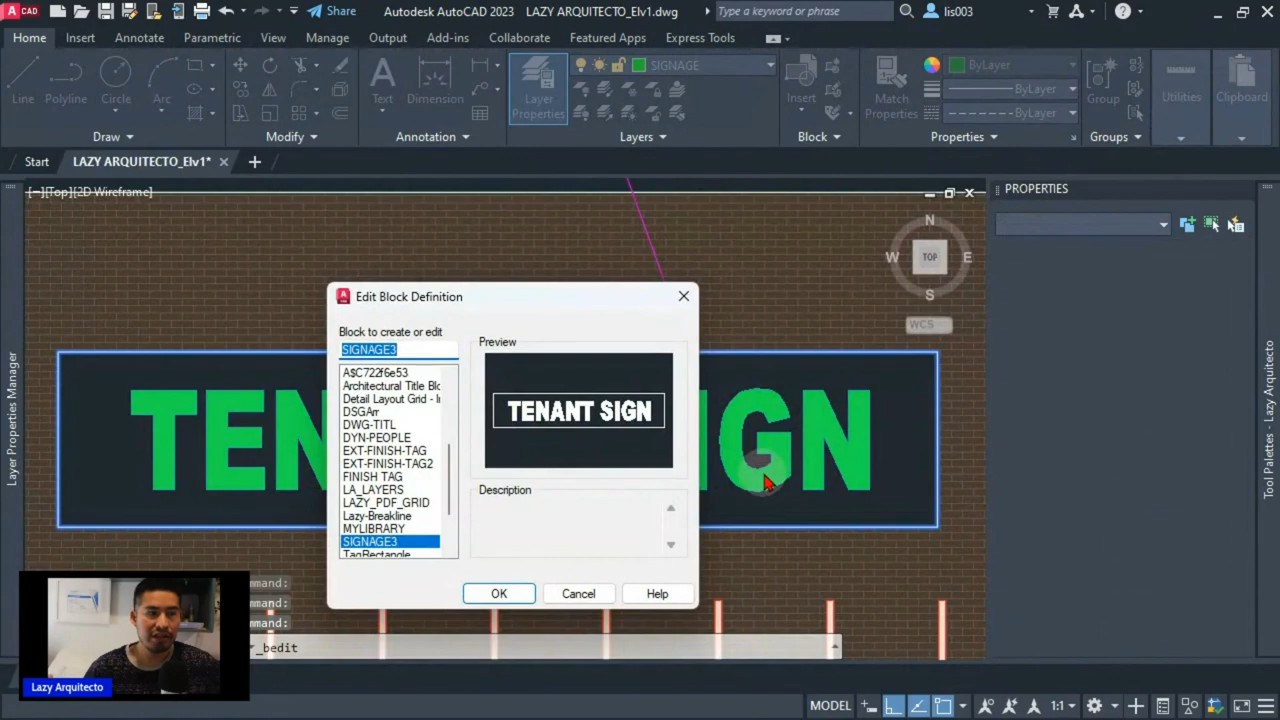 A CAD
Share
Autodesk AutoCAD 2023 LAZY ARQUITECTO_Elv1.dwg
Type a keyword or phrase
lis003
Home Insert Annotate Parametric View Manage Output Add-ins Collaborate Featured Apps Express Tools
SIGNAGE
ByLayer
ByLayer
ByLayer
Line Polyline Circle Arc
Text Dimension
Layer
Properties
Insert
Match
Properties
Group
Utilities
Clipboard
Draw
Modify
Annotation
Layers
Block
Properties
Groups
Start
LAZY ARQUITECTO_Elv1*
[−][Top][2D Wireframe]
PROPERTIES
N
W
TOP
E
S
WCS
Layer Properties Manager
Tool Palettes - Lazy Arquitecto
TEN
IGN
Edit Block Definition
Block to create or edit
SIGNAGE3
A$C722f6e53
Architectural Title Blc
Detail Layout Grid - I
DSGArr
DWG-TITL
DYN-PEOPLE
EXT-FINISH-TAG
EXT-FINISH-TAG2
FINISH TAG
LA_LAYERS
LAZY_PDF_GRID
Lazy-Breakline
MYLIBRARY
SIGNAGE3
TagRectangle
Preview
TENANT SIGN
Description
OK
Cancel
Help
mmand:
mmand:
mmand:
_bedit
Lazy Arquitecto
MODEL
1:1